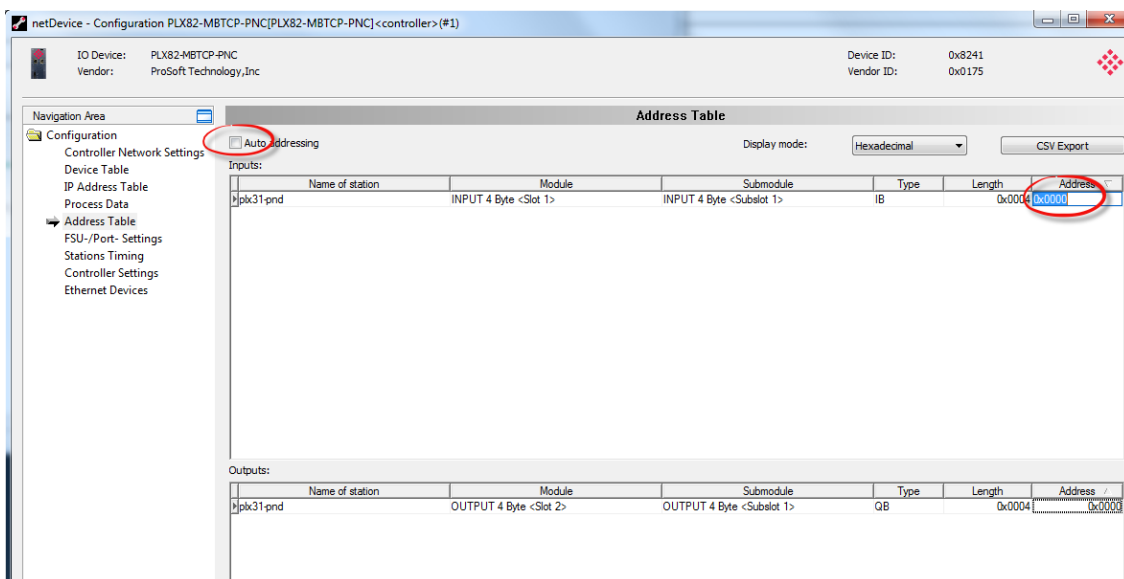 netDevice - Configuration PLX82-MBTCP-PNC[PLX82-MBTCP-PNC]<controller>(#1)
IO Device: PLX82-MBTCP-PNC Device ID: 0x8241
Vendor: ProSoft Technology,Inc Vendor ID: 0x0175
Navigation Area Address Table
Configuration
Controller Network Settings
Device Table
IP Address Table
Process Data
Address Table
FSU-/Port- Settings
Stations Timing
Controller Settings
Ethernet Devices
Auto addressing Display mode: Hexadecimal CSV Export
Inputs:
Name of station Module Submodule Type Length Address
plx31-pnd INPUT 4 Byte <Slot 1> INPUT 4 Byte <Subslot 1> IB 0x0004 0x0000
Outputs:
Name of station Module Submodule Type Length Address
plx31-pnd OUTPUT 4 Byte <Slot 2> OUTPUT 4 Byte <Subslot 1> QB 0x0004 0x0000